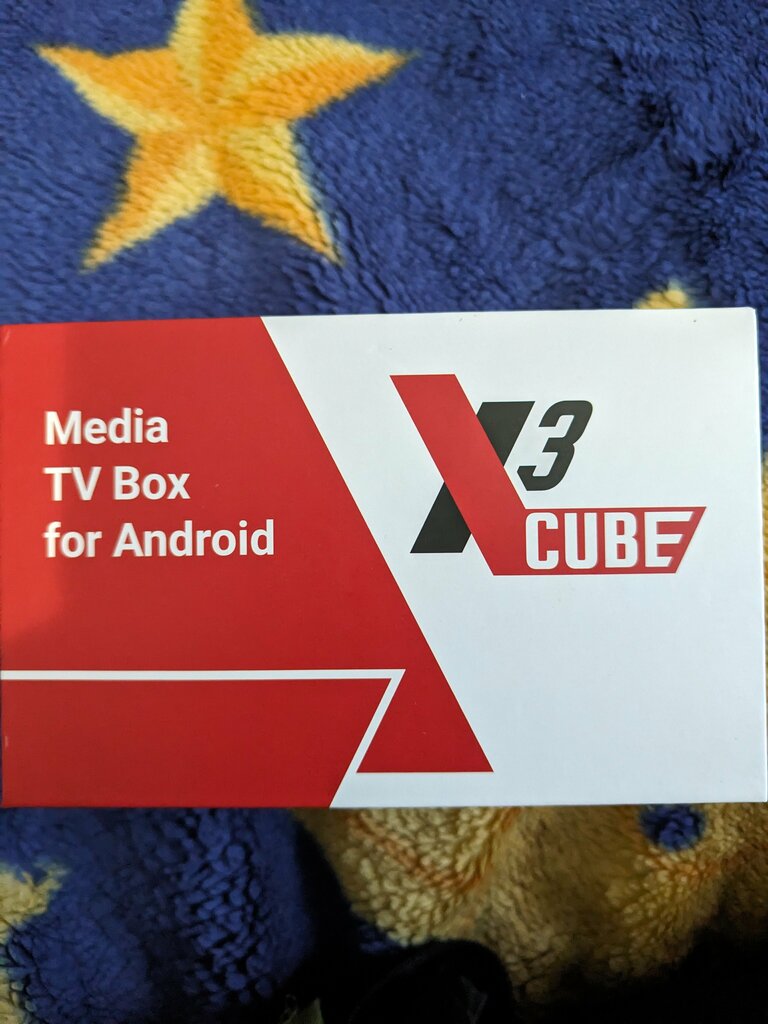 Media
TV Box
for Android
X3
CUBE